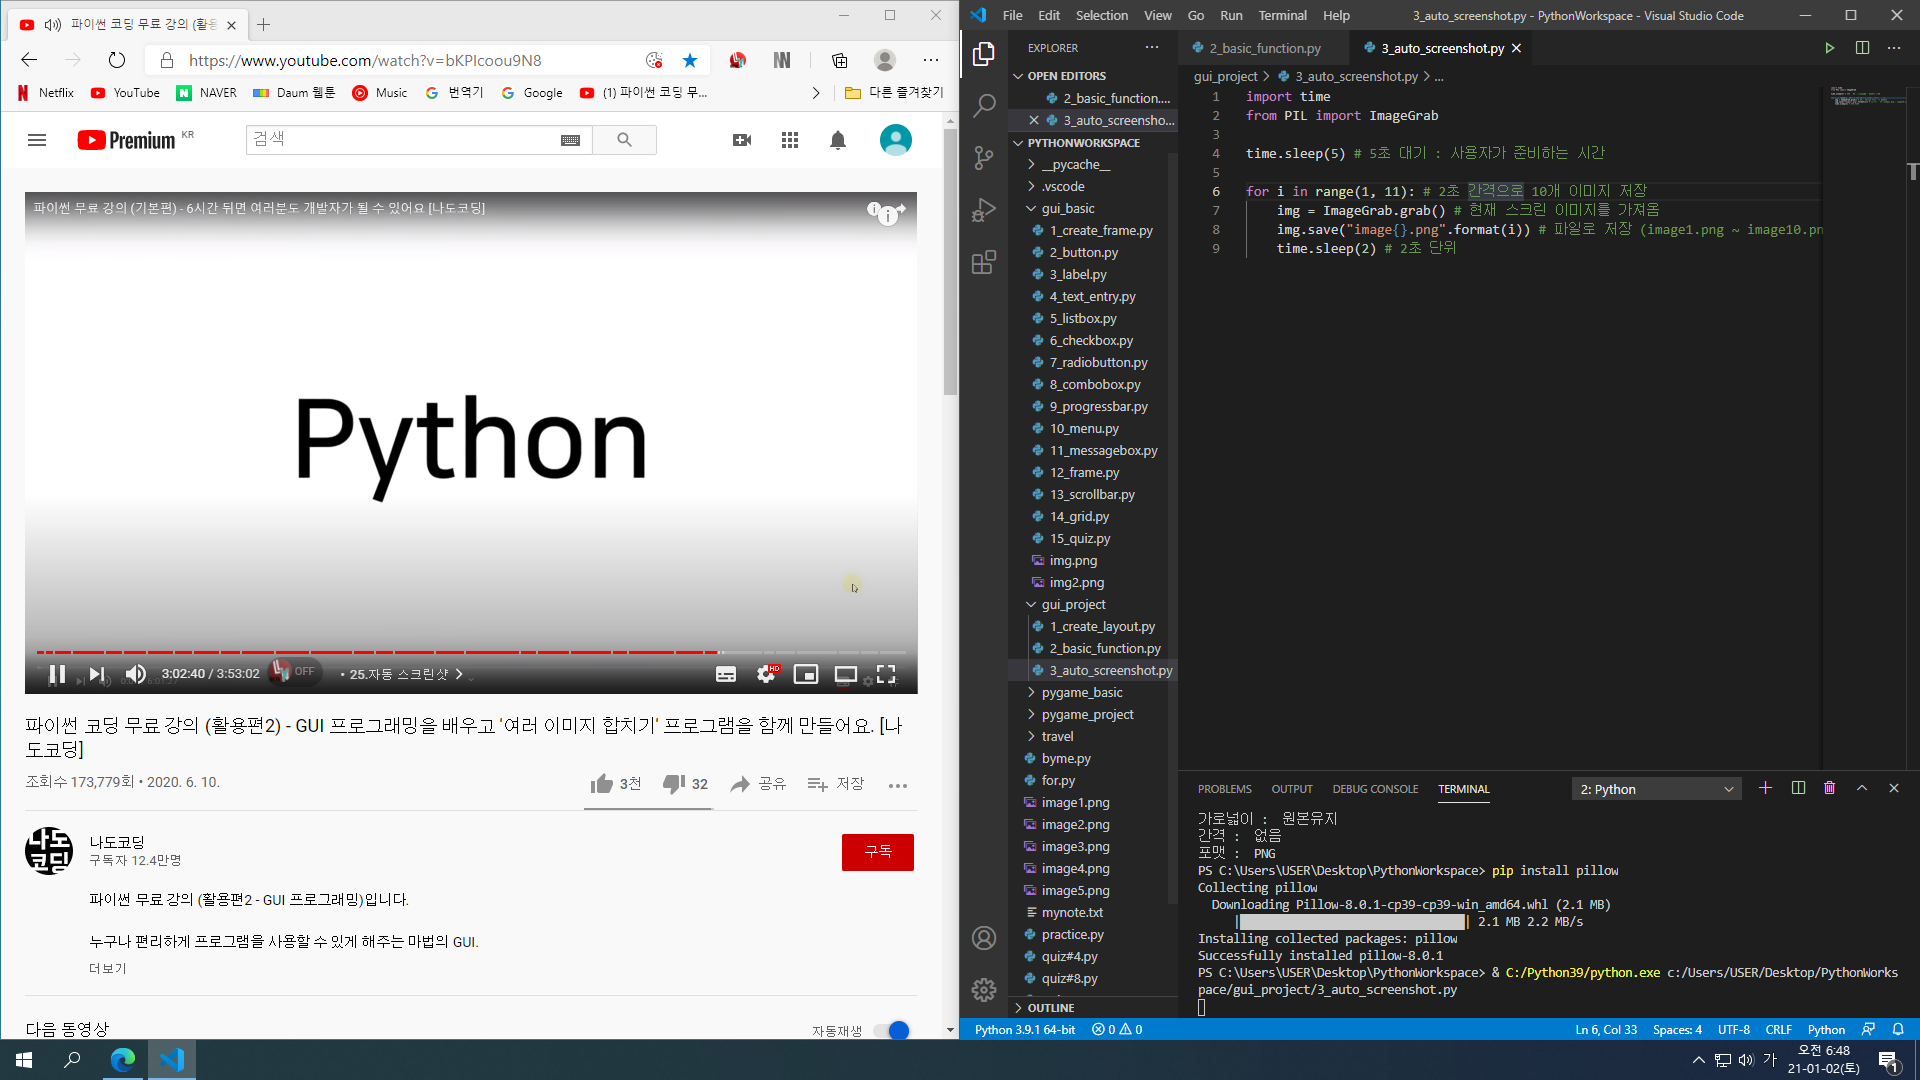 파이썬 코딩 무료 강의 (활용
https://www.youtube.com/watch?v=bKPIcoou9N8
Netflix
YouTube
NAVER
Daum 웹툰
Music
번역기
Google
(1) 파이썬 코딩 무...
다른 즐겨찾기
Premium KR
검색
파이썬 무료 강의 (기본편) - 6시간 뒤면 여러분도 개발자가 될 수 있어요 [나도코딩]
Python
3:02:40 / 3:53:02
OFF
• 25.자동 스크린샷
HD
파이썬 코딩 무료 강의 (활용편2) - GUI 프로그래밍을 배우고 '여러 이미지 합치기' 프로그램을 함께 만들어요. [나
도코딩]
조회수 173,779회 • 2020. 6. 10.
3천
32
공유
저장
나도
코딩
나도코딩
구독자 12.4만명
구독
파이썬 무료 강의 (활용편2 - GUI 프로그래밍)입니다.
누구나 편리하게 프로그램을 사용할 수 있게 해주는 마법의 GUI.
더보기
다음 동영상
자동재생
File Edit Selection View Go Run Terminal Help
3_auto_screenshot.py - PythonWorkspace - Visual Studio Code
EXPLORER
OPEN EDITORS
2_basic_function....
3_auto_screensho...
PYTHONWORKSPACE
__pycache__
.vscode
gui_basic
1_create_frame.py
2_button.py
3_label.py
4_text_entry.py
5_listbox.py
6_checkbox.py
7_radiobutton.py
8_combobox.py
9_progressbar.py
10_menu.py
11_messagebox.py
12_frame.py
13_scrollbar.py
14_grid.py
15_quiz.py
img.png
img2.png
gui_project
1_create_layout.py
2_basic_function.py
3_auto_screenshot.py
pygame_basic
pygame_project
travel
byme.py
for.py
image1.png
image2.png
image3.png
image4.png
image5.png
mynote.txt
practice.py
quiz#4.py
quiz#8.py
OUTLINE
2_basic_function.py
3_auto_screenshot.py
gui_project > 3_auto_screenshot.py > ...
1 import time
2 from PIL import ImageGrab
3
4 time.sleep(5) # 5초 대기 : 사용자가 준비하는 시간
5
6 for i in range(1, 11): # 2초 간격으로 10개 이미지 저장
7 img = ImageGrab.grab() # 현재 스크린 이미지를 가져옴
8 img.save("image{}.png".format(i)) # 파일로 저장 (image1.png ~ image10.pn
9 time.sleep(2) # 2초 단위
PROBLEMS OUTPUT DEBUG CONSOLE TERMINAL
2: Python
가로넓이 : 원본유지
간격 : 없음
포맷 : PNG
PS C:\Users\USER\Desktop\PythonWorkspace> pip install pillow
Collecting pillow
Downloading Pillow-8.0.1-cp39-cp39-win_amd64.whl (2.1 MB)
| | 2.1 MB 2.2 MB/s
Installing collected packages: pillow
Successfully installed pillow-8.0.1
PS C:\Users\USER\Desktop\PythonWorkspace> & C:/Python39/python.exe c:/Users/USER/Desktop/PythonWorks
pace/gui_project/3_auto_screenshot.py
Python 3.9.1 64-bit
0
0
Ln 6, Col 33
Spaces: 4
UTF-8
CRLF
Python
가
오전 6:48
21-01-02(토)
1